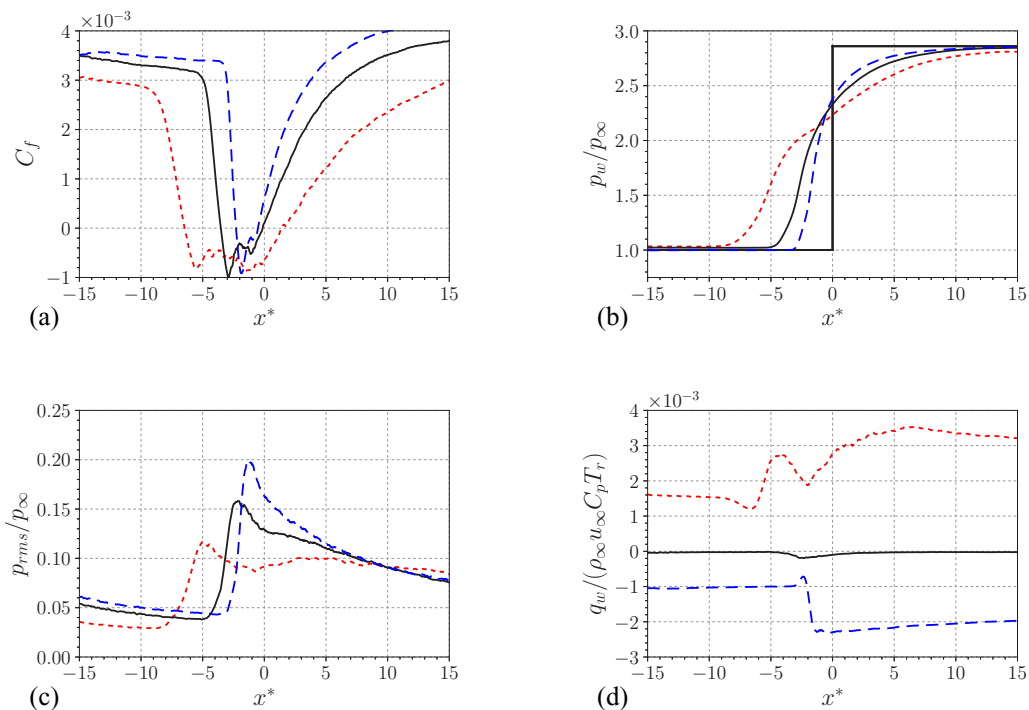 ×10⁻³
4
3
2
1
0
−1
C_f
−15 −10 −5 0 5 10 15
x*
(a)
3.0
2.5
2.0
1.5
1.0
p_w/p_∞
−15 −10 −5 0 5 10 15
x*
(b)
0.25
0.20
0.15
0.10
0.05
0.00
p_{rms}/p_∞
−15 −10 −5 0 5 10 15
x*
(c)
×10⁻³
4
3
2
1
0
−1
−2
−3
q_w/(ρ_∞u_∞C_pT_r)
−15 −10 −5 0 5 10 15
x*
(d)